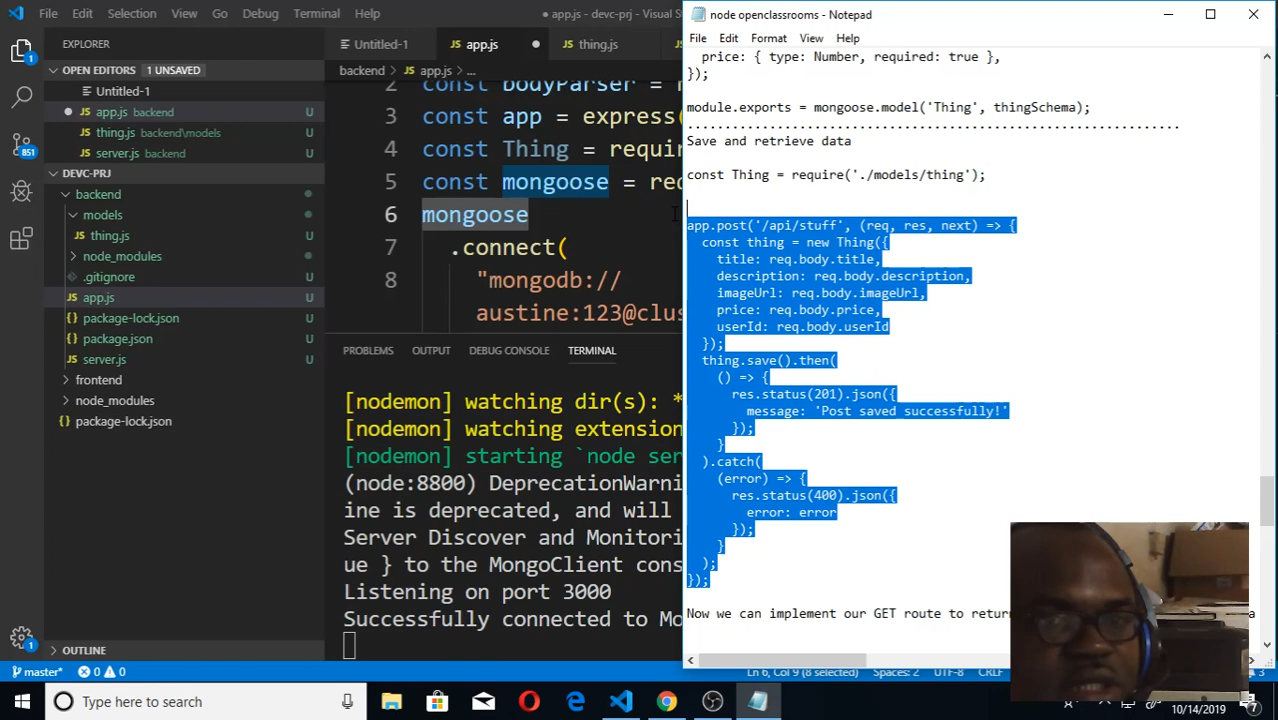 File Edit Selection View Go Debug Terminal Help
app.js - devc-prj - Visual St
EXPLORER
OPEN EDITORS 1 UNSAVED
Untitled-1
app.js backend U
thing.js backend\models U
server.js backend U
DEVC-PRJ
backend
models
thing.js U
node_modules
.gitignore U
app.js U
package-lock.json U
package.json U
server.js U
frontend
node_modules
package-lock.json U
OUTLINE
1
851
1
Untitled-1 app.js thing.js
backend > app.js > ...
2 const bodyParser = r
3 const app = express(
4 const Thing = requir
5 const mongoose = req
6 mongoose
7 .connect(
8 "mongodb://
austine:123@clus
PROBLEMS OUTPUT DEBUG CONSOLE TERMINAL
[nodemon] watching dir(s): *
[nodemon] watching extension
[nodemon] starting `node ser
(node:8800) DeprecationWarni
ine is deprecated, and will
Server Discover and Monitori
ue } to the MongoClient cons
Listening on port 3000
Successfully connected to Mo
node openclassrooms - Notepad
File Edit Format View Help
price: { type: Number, required: true },
});
module.exports = mongoose.model('Thing', thingSchema);
..................................................................
Save and retrieve data
const Thing = require('./models/thing');
app.post('/api/stuff', (req, res, next) => {
const thing = new Thing({
title: req.body.title,
description: req.body.description,
imageUrl: req.body.imageUrl,
price: req.body.price,
userId: req.body.userId
});
thing.save().then(
() => {
res.status(201).json({
message: 'Post saved successfully!'
});
}
).catch(
(error) => {
res.status(400).json({
error: error
});
}
);
});
Now we can implement our GET route to return
master* 0 0 Ln 6, Col 9 (8 selected) Spaces: 2 UTF-8 CRLF 3
Type here to search
10/14/2019
7